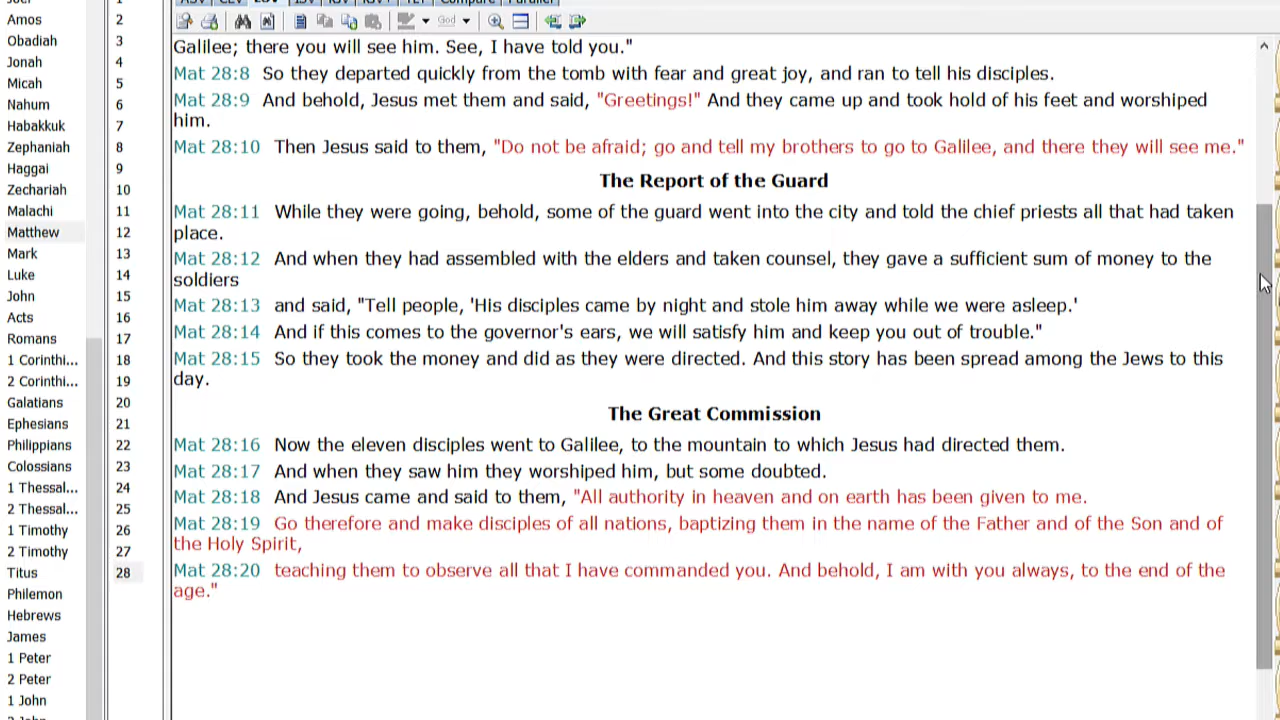 ASV CEV ESV ISV KJV KJV+ YLT Compare Parallel
God
Joel 1
Amos 2
Obadiah 3
Jonah 4
Micah 5
Nahum 6
Habakkuk 7
Zephaniah 8
Haggai 9
Zechariah 10
Malachi 11
Matthew 12
Mark 13
Luke 14
John 15
Acts 16
Romans 17
1 Corinthi... 18
2 Corinthi... 19
Galatians 20
Ephesians 21
Philippians 22
Colossians 23
1 Thessal... 24
2 Thessal... 25
1 Timothy 26
2 Timothy 27
Titus 28
Philemon
Hebrews
James
1 Peter
2 Peter
1 John
Galilee; there you will see him. See, I have told you."
Mat 28:8 So they departed quickly from the tomb with fear and great joy, and ran to tell his disciples.
Mat 28:9 And behold, Jesus met them and said, "Greetings!" And they came up and took hold of his feet and worshiped
him.
Mat 28:10 Then Jesus said to them, "Do not be afraid; go and tell my brothers to go to Galilee, and there they will see me."
The Report of the Guard
Mat 28:11 While they were going, behold, some of the guard went into the city and told the chief priests all that had taken
place.
Mat 28:12 And when they had assembled with the elders and taken counsel, they gave a sufficient sum of money to the
soldiers
Mat 28:13 and said, "Tell people, 'His disciples came by night and stole him away while we were asleep.'
Mat 28:14 And if this comes to the governor's ears, we will satisfy him and keep you out of trouble."
Mat 28:15 So they took the money and did as they were directed. And this story has been spread among the Jews to this
day.
The Great Commission
Mat 28:16 Now the eleven disciples went to Galilee, to the mountain to which Jesus had directed them.
Mat 28:17 And when they saw him they worshiped him, but some doubted.
Mat 28:18 And Jesus came and said to them, "All authority in heaven and on earth has been given to me.
Mat 28:19 Go therefore and make disciples of all nations, baptizing them in the name of the Father and of the Son and of
the Holy Spirit,
Mat 28:20 teaching them to observe all that I have commanded you. And behold, I am with you always, to the end of the
age."